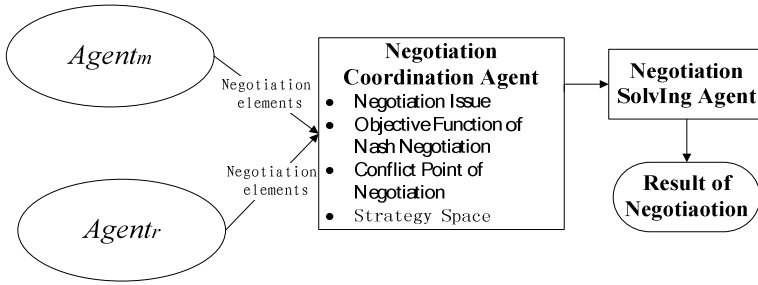 Agentm
Negotiation
elements
Negotiation
elements
Agentr
Negotiation
Coordination Agent
• Negotiation Issue
• Objective Function of
Nash Negotiation
• Conflict Point of
Negotiation
• Strategy Space
Negotiation
SolvIng Agent
Result of
Negotiaotion